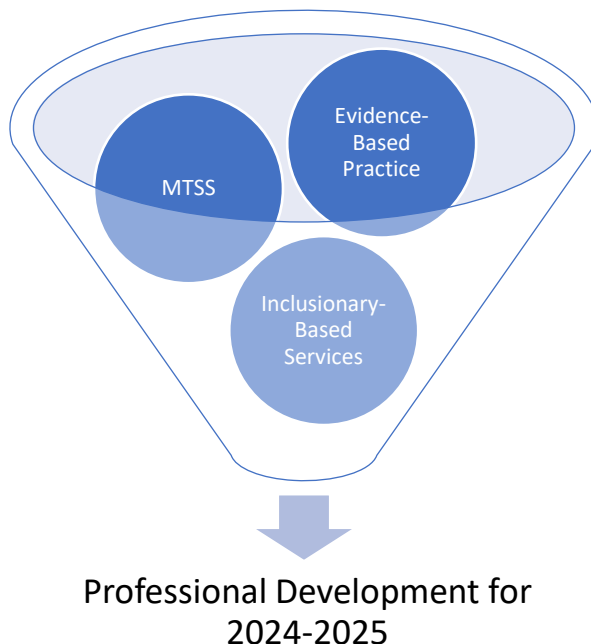 Evidence-
Based
Practice
MTSS
Inclusionary-
Based
Services
Professional Development for
2024-2025